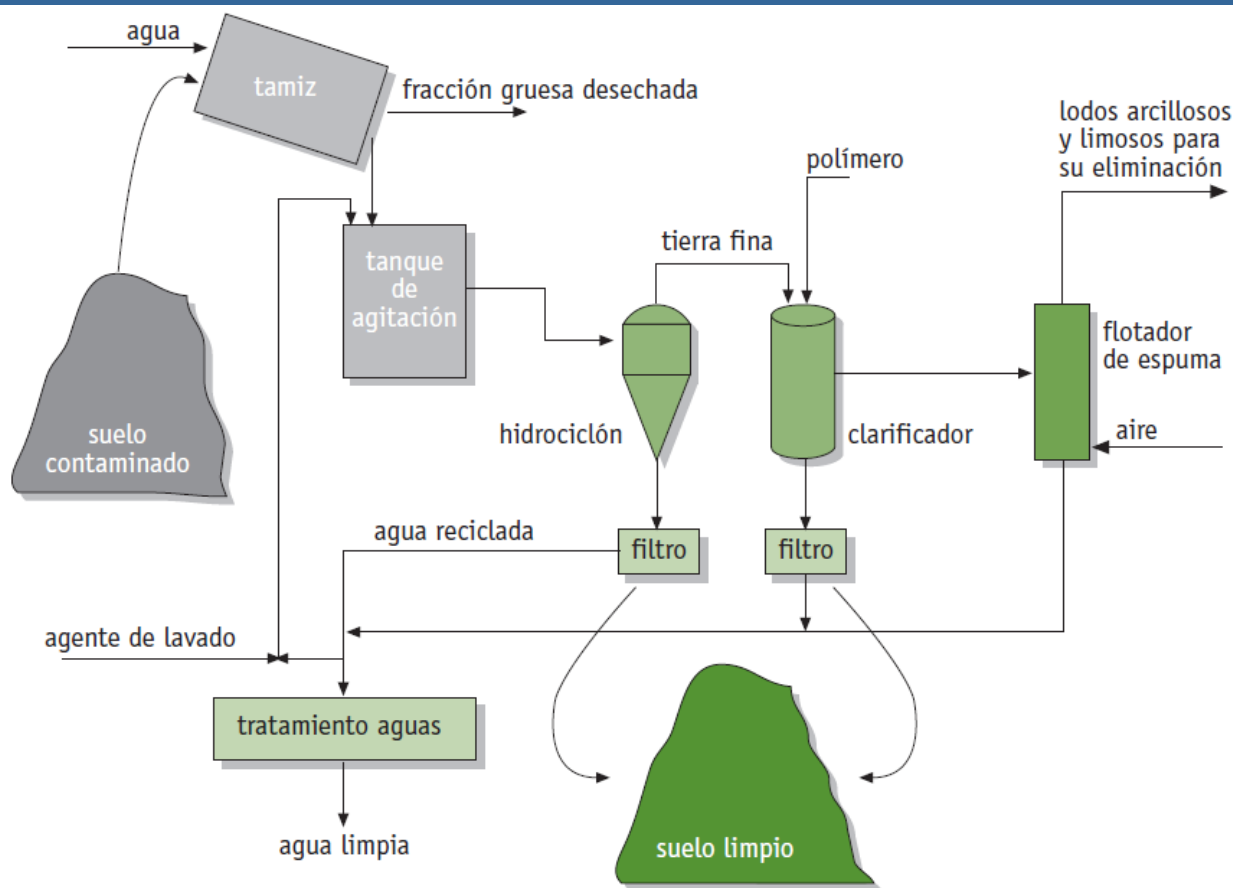 agua
tamiz
fracción gruesa desechada
lodos arcillosos
y limosos para
su eliminación
polímero
tierra fina
tanque
de
agitación
flotador
de espuma
suelo
contaminado
hidrociclón
clarificador
aire
agua reciclada
filtro
filtro
agente de lavado
tratamiento aguas
agua limpia
suelo limpio